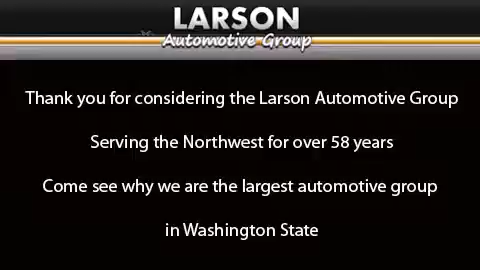 LARSON
Automotive Group
Thank you for considering the Larson Automotive Group
Serving the Northwest for over 58 years
Come see why we are the largest automotive group
in Washington State